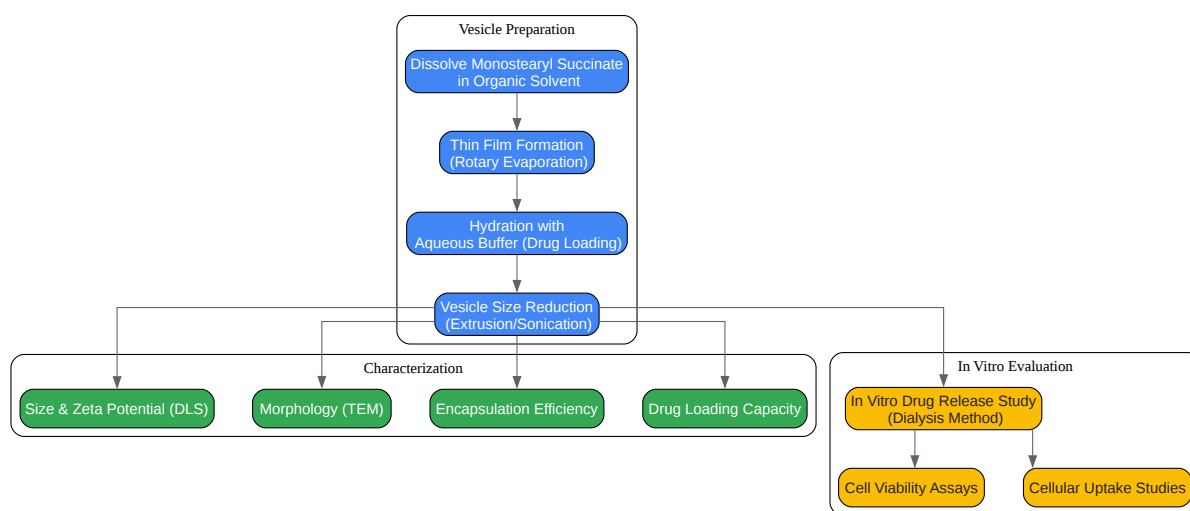 Vesicle Preparation
Dissolve Monostearyl Succinate
in Organic Solvent
Thin Film Formation
(Rotary Evaporation)
Hydration with
Aqueous Buffer (Drug Loading)
Vesicle Size Reduction
(Extrusion/Sonication)
Characterization
Size & Zeta Potential (DLS)
Morphology (TEM)
Encapsulation Efficiency
Drug Loading Capacity
In Vitro Evaluation
In Vitro Drug Release Study
(Dialysis Method)
Cell Viability Assays
Cellular Uptake Studies